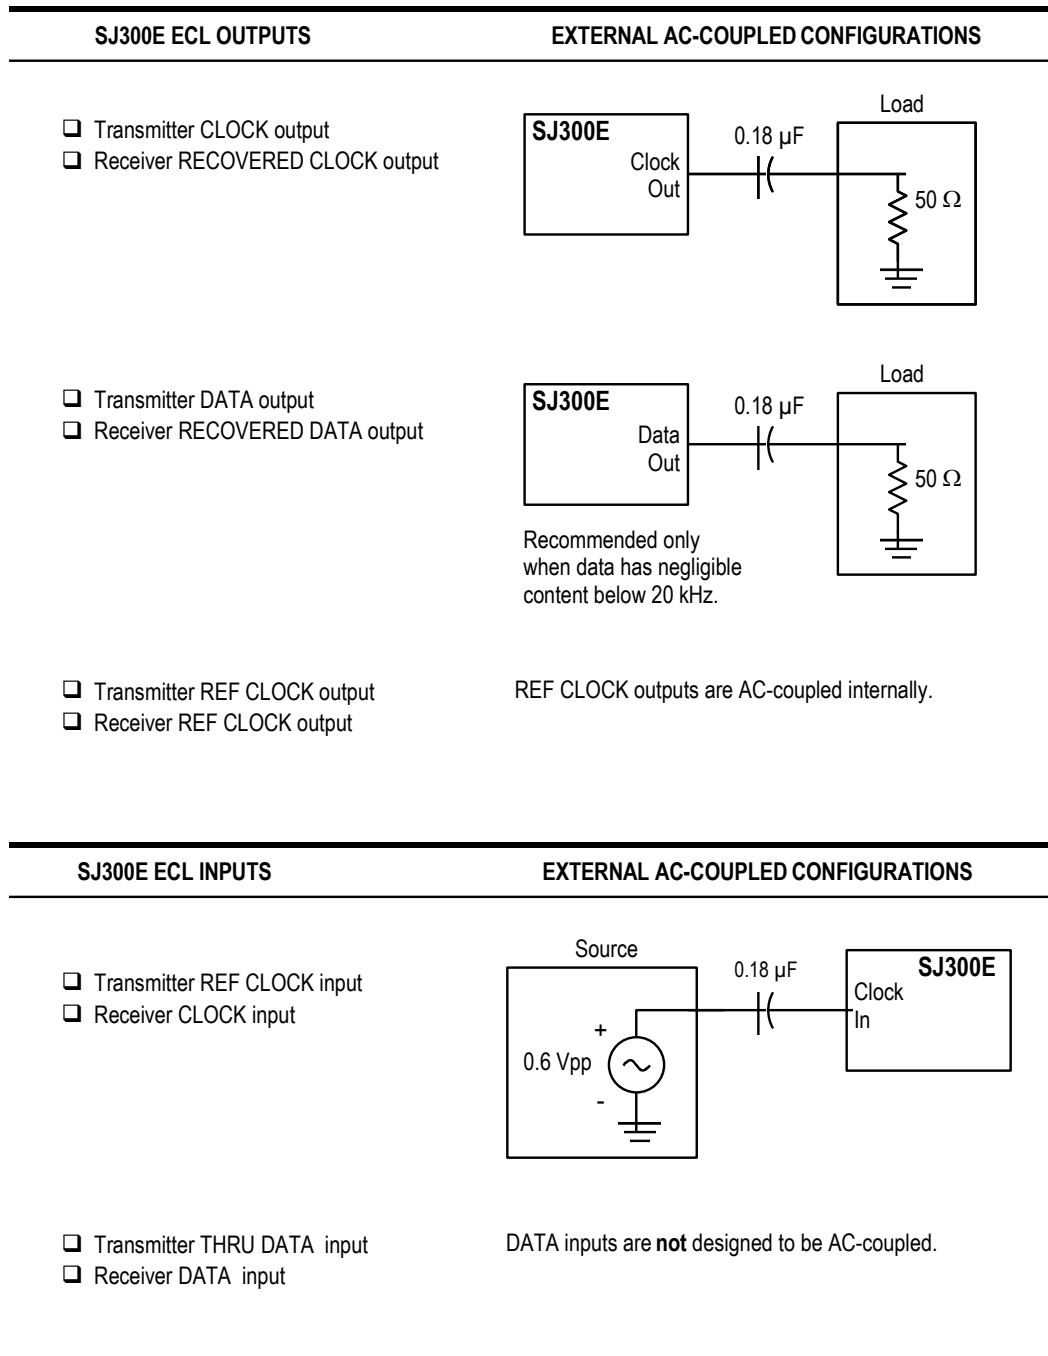 SJ300E ECL OUTPUTS EXTERNAL AC-COUPLED CONFIGURATIONS
❑ Transmitter CLOCK output
❑ Receiver RECOVERED CLOCK output
Load
SJ300E
0.18 µF
Clock
Out
50 Ω
❑ Transmitter DATA output
❑ Receiver RECOVERED DATA output
Load
SJ300E
0.18 µF
Data
Out
50 Ω
Recommended only
when data has negligible
content below 20 kHz.
❑ Transmitter REF CLOCK output
❑ Receiver REF CLOCK output
REF CLOCK outputs are AC-coupled internally.
SJ300E ECL INPUTS EXTERNAL AC-COUPLED CONFIGURATIONS
❑ Transmitter REF CLOCK input
❑ Receiver CLOCK input
Source
0.18 µF
SJ300E
Clock
In
+
0.6 Vpp
-
❑ Transmitter THRU DATA input
❑ Receiver DATA input
DATA inputs are not designed to be AC-coupled.